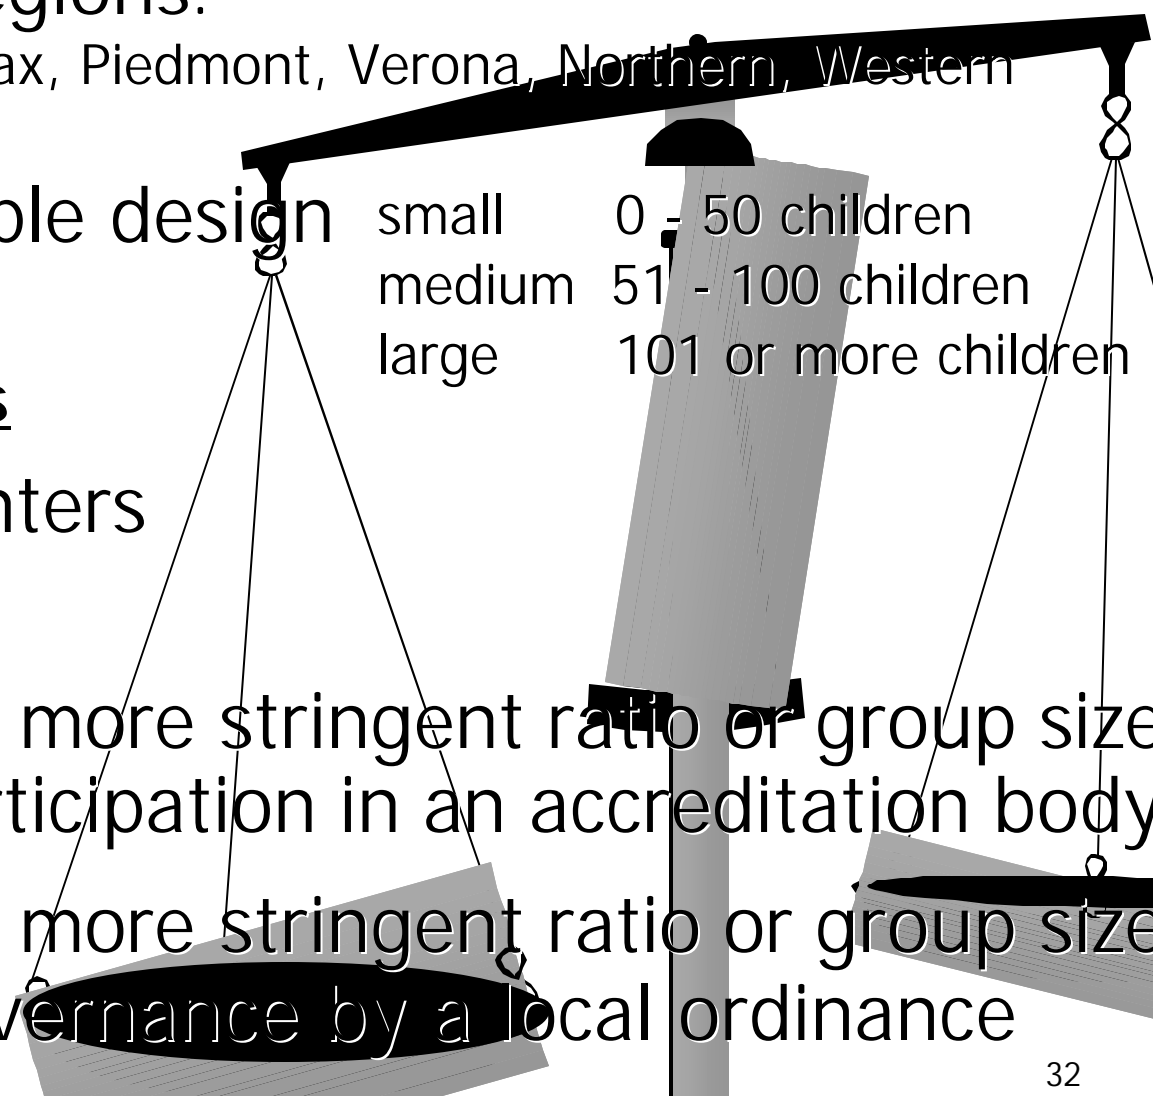 egions:
ax, Piedmont, Verona, Northern, Western
ple design
small 0 - 50 children
medium 51 - 100 children
large 101 or more children
s
nters
more stringent ratio or group size
rticipation in an accreditation body
more stringent ratio or group size
vernance by a local ordinance
32